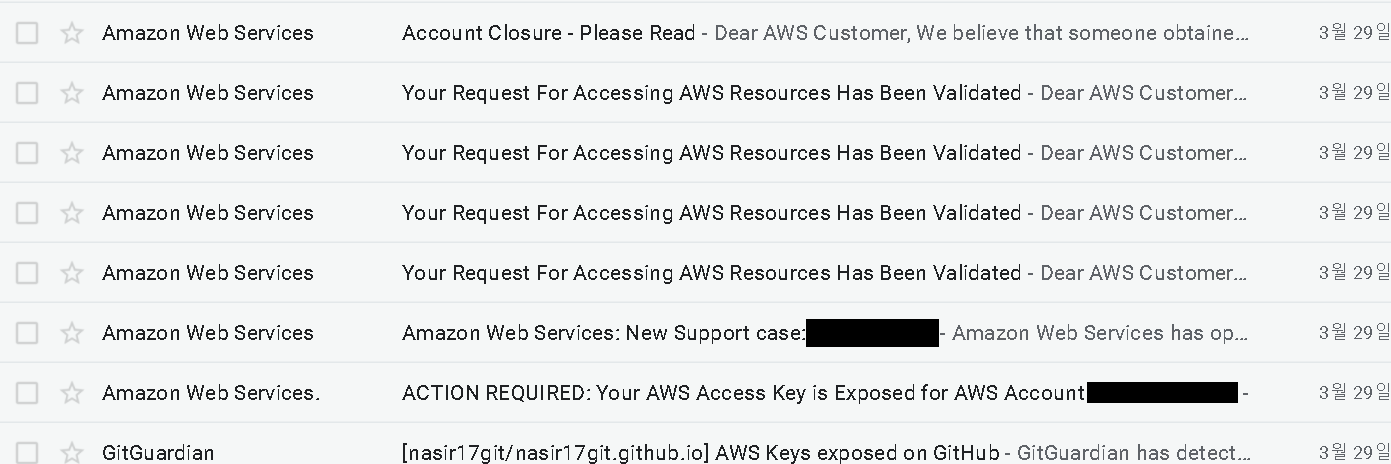 Amazon Web Services Account Closure - Please Read - Dear AWS Customer, We believe that someone obtaine... 3월 29일
Amazon Web Services Your Request For Accessing AWS Resources Has Been Validated - Dear AWS Customer... 3월 29일
Amazon Web Services Your Request For Accessing AWS Resources Has Been Validated - Dear AWS Customer... 3월 29일
Amazon Web Services Your Request For Accessing AWS Resources Has Been Validated - Dear AWS Customer... 3월 29일
Amazon Web Services Your Request For Accessing AWS Resources Has Been Validated - Dear AWS Customer... 3월 29일
Amazon Web Services Amazon Web Services: New Support case: - Amazon Web Services has op... 3월 29일
Amazon Web Services. ACTION REQUIRED: Your AWS Access Key is Exposed for AWS Account - 3월 29일
GitGuardian [nasir17git/nasir17git.github.io] AWS Keys exposed on GitHub - GitGuardian has detect... 3월 29일